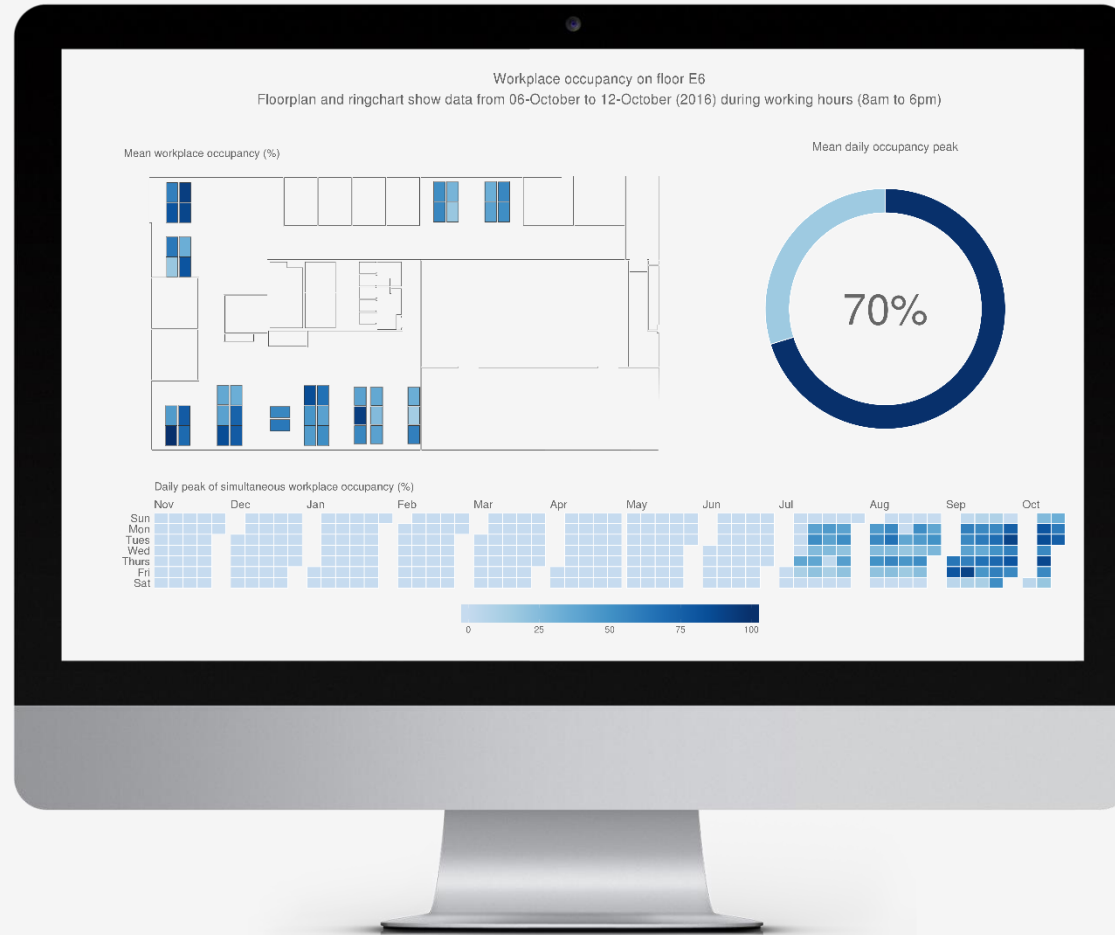 Workplace occupancy on floor E6
Floorplan and ringchart show data from 06-October to 12-October (2016) during working hours (8am to 6pm)
Mean workplace occupancy (%)
Mean daily occupancy peak
70%
Daily peak of simultaneous workplace occupancy (%)
Nov Dec Jan Feb Mar Apr May Jun Jul Aug Sep Oct
Sun
Mon
Tues
Wed
Thurs
Fri
Sat
0 25 50 75 100